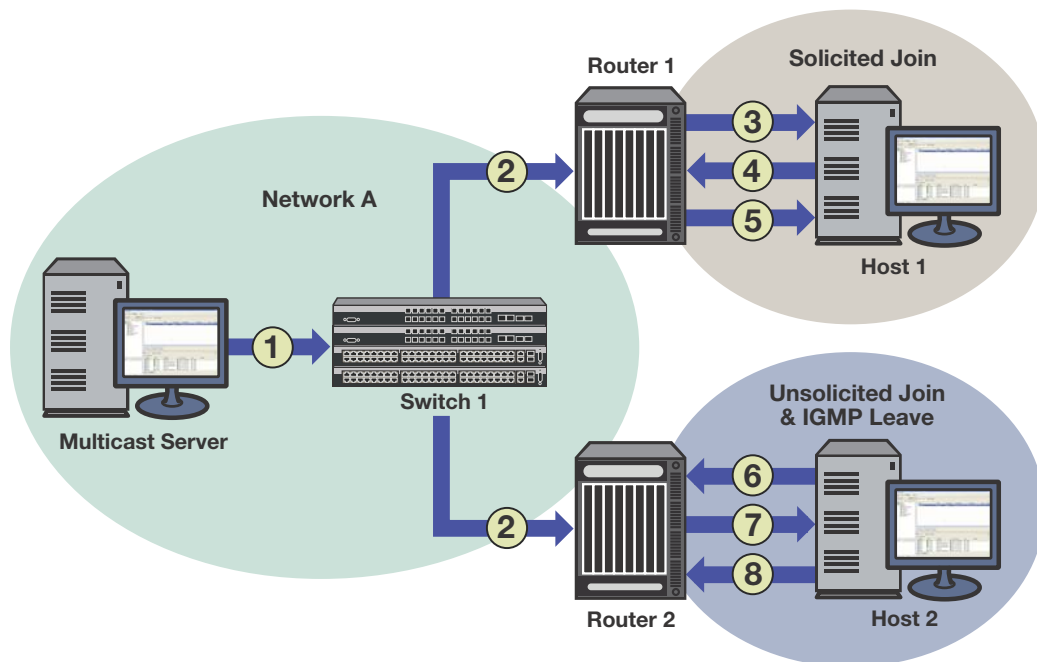 Router 1
Solicited Join
3
2
4
Network A
5
Host 1
1
Switch 1
Unsolicited Join
& IGMP Leave
Multicast Server
6
2
7
8
Router 2
Host 2